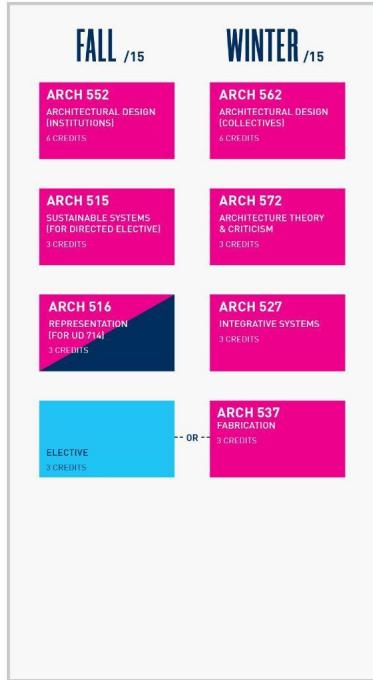 FALL /15
ARCH 552
ARCHITECTURAL DESIGN
(INSTITUTIONS)
6 CREDITS
ARCH 515
SUSTAINABLE SYSTEMS
(FOR DIRECTED ELECTIVE)
3 CREDITS
ARCH 516
REPRESENTATION
(FOR UD 714)
3 CREDITS
ELECTIVE
3 CREDITS
OR
WINTER /15
ARCH 562
ARCHITECTURAL DESIGN
(COLLECTIVES)
6 CREDITS
ARCH 572
ARCHITECTURE THEORY
& CRITICISM
3 CREDITS
ARCH 527
INTEGRATIVE SYSTEMS
3 CREDITS
ARCH 537
FABRICATION
3 CREDITS